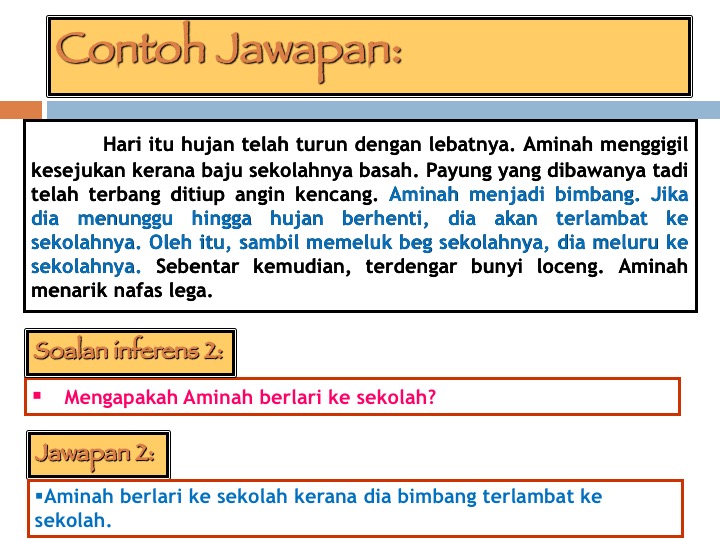 Contoh Jawapan:
Hari itu hujan telah turun dengan lebatnya. Aminah menggigil
kesejukan kerana baju sekolahnya basah. Payung yang dibawanya tadi
telah terbang ditiup angin kencang. Aminah menjadi bimbang. Jika
dia menunggu hingga hujan berhenti, dia akan terlambat ke
sekolahnya. Oleh itu, sambil memeluk beg sekolahnya, dia meluru ke
sekolahnya. Sebentar kemudian, terdengar bunyi loceng. Aminah
menarik nafas lega.
Soalan inferens 2:
▪ Mengapakah Aminah berlari ke sekolah?
Jawapan 2:
▪Aminah berlari ke sekolah kerana dia bimbang terlambat ke
sekolah.